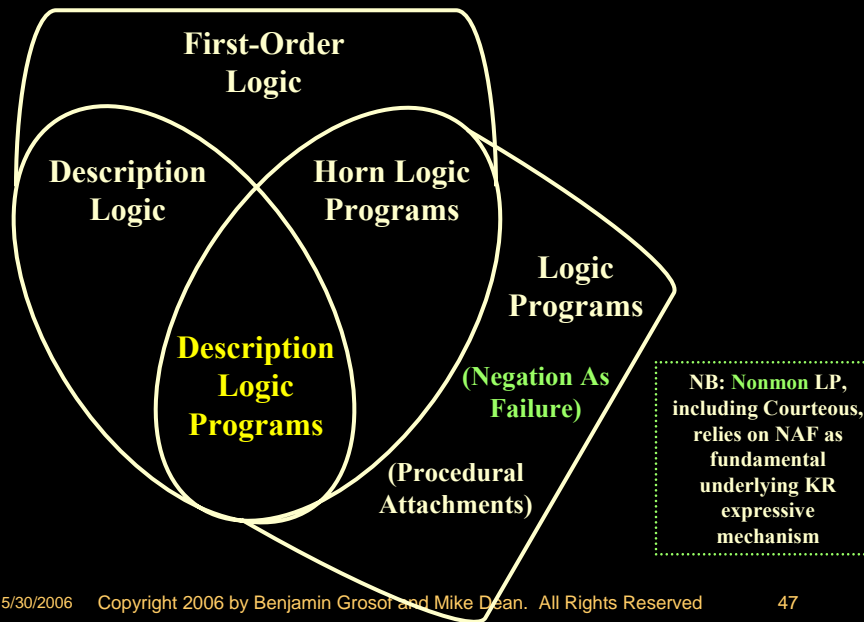 First-Order
Logic
Description
Logic
Horn Logic
Programs
Logic
Programs
Description
Logic
Programs
(Negation As
Failure)
(Procedural
Attachments)
NB: Nonmon LP,
including Courteous,
relies on NAF as
fundamental
underlying KR
expressive
mechanism
5/30/2006 Copyright 2006 by Benjamin Grosof and Mike Dean. All Rights Reserved 47